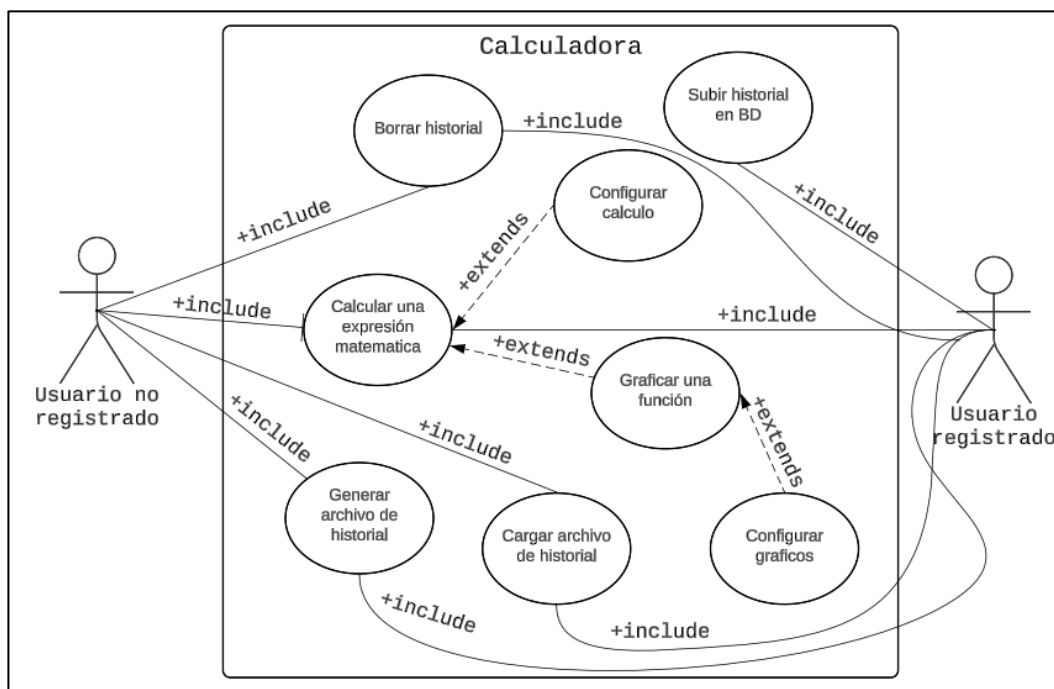 Calculadora
Subir historial
en BD
Borrar historial
+include
Configurar
calculo
+include
+include
+extends
+include
Calcular una
expresión
matematica
+include
+extends
Graficar una
función
Usuario no
registrado
Usuario
registrado
+include
+include
+extends
Generar
archivo de
historial
Cargar archivo
de historial
Configurar
graficos
+include
+include